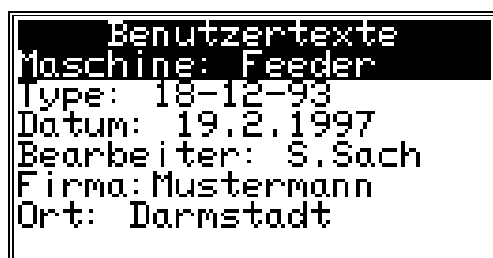 Benutzertexte
Maschine: Feeder
Type: 18-12-93
Datum: 19.2.1997
Bearbeiter: S.Sach
Firma:Mustermann
Ort: Darmstadt